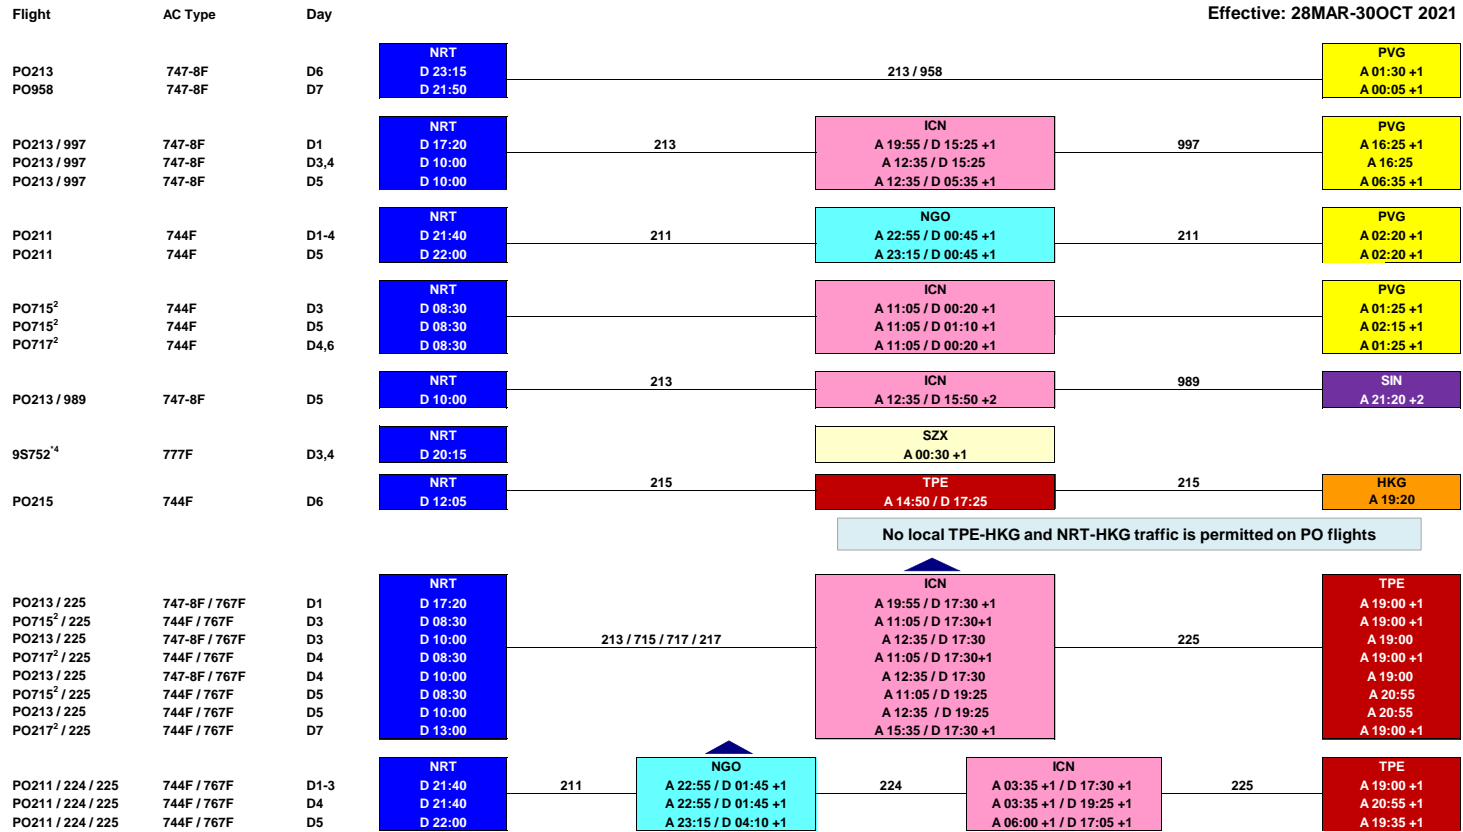 Flight AC Type Day Effective: 28MAR-30OCT 2021
NRT PVG
PO213 747-8F D6 D 23:15 213 / 958 A 01:30 +1
PO958 747-8F D7 D 21:50 A 00:05 +1
NRT ICN PVG
PO213 / 997 747-8F D1 D 17:20 213 A 19:55 / D 15:25 +1 997 A 16:25 +1
PO213 / 997 747-8F D3,4 D 10:00 A 12:35 / D 15:25 A 16:25
PO213 / 997 747-8F D5 D 10:00 A 12:35 / D 05:35 +1 A 06:35 +1
NRT NGO PVG
PO211 744F D1-4 D 21:40 211 A 22:55 / D 00:45 +1 211 A 02:20 +1
PO211 744F D5 D 22:00 A 23:15 / D 00:45 +1 A 02:20 +1
NRT ICN PVG
PO715² 744F D3 D 08:30 A 11:05 / D 00:20 +1 A 01:25 +1
PO715² 744F D5 D 08:30 A 11:05 / D 01:10 +1 A 02:15 +1
PO717² 744F D4,6 D 08:30 A 11:05 / D 00:20 +1 A 01:25 +1
NRT 213 ICN 989 SIN
PO213 / 989 747-8F D5 D 10:00 A 12:35 / D 15:50 +2 A 21:20 +2
NRT SZX
9S752*⁴ 777F D3,4 D 20:15 A 00:30 +1
NRT 215 TPE 215 HKG
PO215 744F D6 D 12:05 A 14:50 / D 17:25 A 19:20
No local TPE-HKG and NRT-HKG traffic is permitted on PO flights
NRT ICN TPE
PO213 / 225 747-8F / 767F D1 D 17:20 A 19:55 / D 17:30 +1 A 19:00 +1
PO715² / 225 744F / 767F D3 D 08:30 A 11:05 / D 17:30+1 A 19:00 +1
PO213 / 225 747-8F / 767F D3 D 10:00 213 / 715 / 717 / 217 A 12:35 / D 17:30 225 A 19:00
PO717² / 225 744F / 767F D4 D 08:30 A 11:05 / D 17:30+1 A 19:00 +1
PO213 / 225 747-8F / 767F D4 D 10:00 A 12:35 / D 17:30 A 19:00
PO715² / 225 744F / 767F D5 D 08:30 A 11:05 / D 19:25 A 20:55
PO213 / 225 744F / 767F D5 D 10:00 A 12:35 / D 19:25 A 20:55
PO217² / 225 744F / 767F D7 D 13:00 A 15:35 / D 17:30 +1 A 19:00 +1
NRT NGO ICN TPE
PO211 / 224 / 225 744F / 767F D1-3 D 21:40 211 A 22:55 / D 01:45 +1 224 A 03:35 +1 / D 17:30 +1 225 A 19:00 +1
PO211 / 224 / 225 744F / 767F D4 D 21:40 A 22:55 / D 01:45 +1 A 03:35 +1 / D 19:25 +1 A 20:55 +1
PO211 / 224 / 225 744F / 767F D5 D 22:00 A 23:15 / D 04:10 +1 A 06:00 +1 / D 17:05 +1 A 19:35 +1